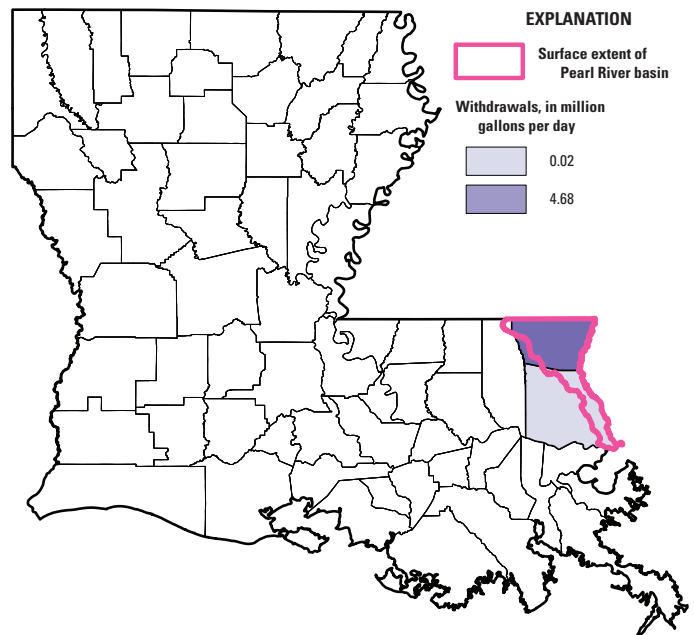 EXPLANATION
Surface extent of
Pearl River basin
Withdrawals, in million
gallons per day
0.02
4.68